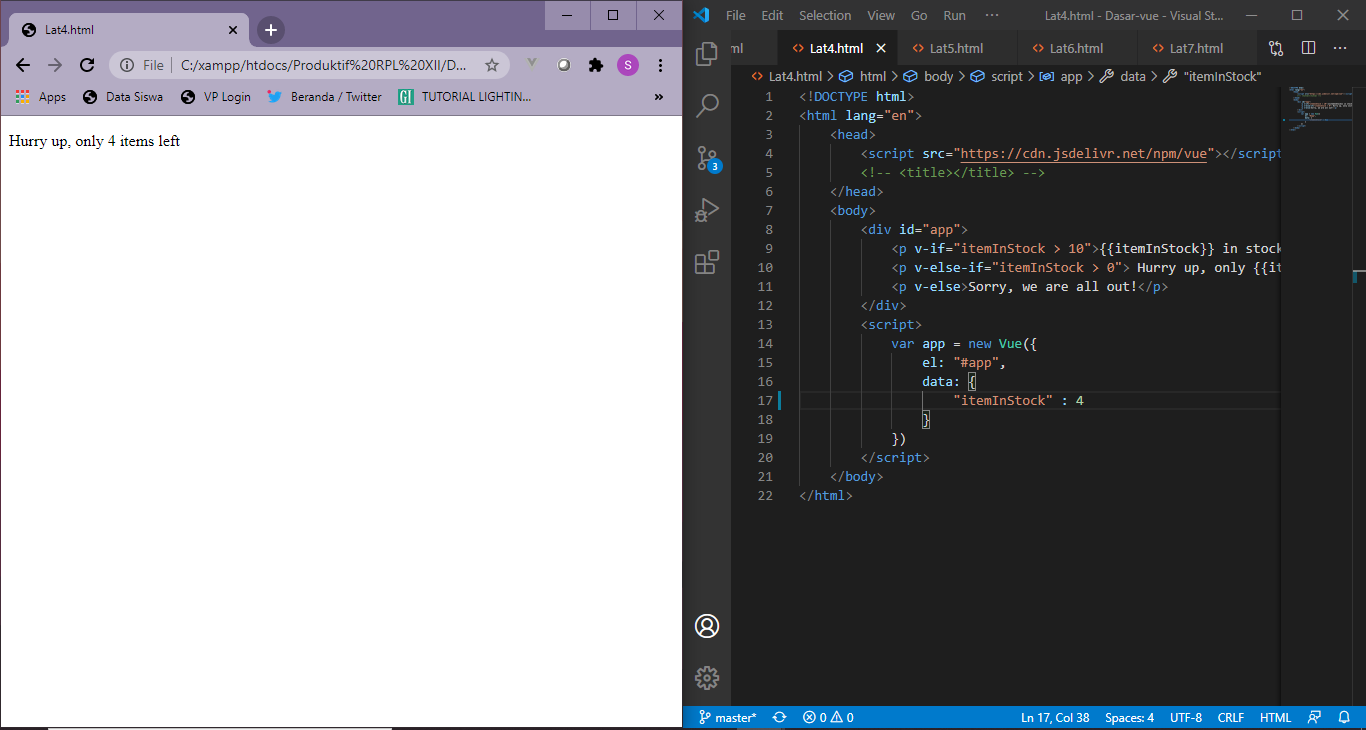 Lat4.html
File C:/xampp/htdocs/Produktif%20RPL%20XII/D... S
Apps Data Siswa VP Login Beranda / Twitter GI TUTORIAL LIGHTIN... »
Hurry up, only 4 items left
File Edit Selection View Go Run ··· Lat4.html - Dasar-vue - Visual St...
ml Lat4.html Lat5.html Lat6.html Lat7.html ···
Lat4.html > html > body > script > app > data > "itemInStock"
3
1 <!DOCTYPE html>
2 <html lang="en">
3 <head>
4 <script src="https://cdn.jsdelivr.net/npm/vue"></script
5 <!-- <title></title> -->
6 </head>
7 <body>
8 <div id="app">
9 <p v-if="itemInStock > 10">{{itemInStock}} in stock
10 <p v-else-if="itemInStock > 0"> Hurry up, only {{it
11 <p v-else>Sorry, we are all out!</p>
12 </div>
13 <script>
14 var app = new Vue({
15 el: "#app",
16 data: {
17 "itemInStock" : 4
18 }
19 })
20 </script>
21 </body>
22 </html>
master* 0 0 Ln 17, Col 38 Spaces: 4 UTF-8 CRLF HTML